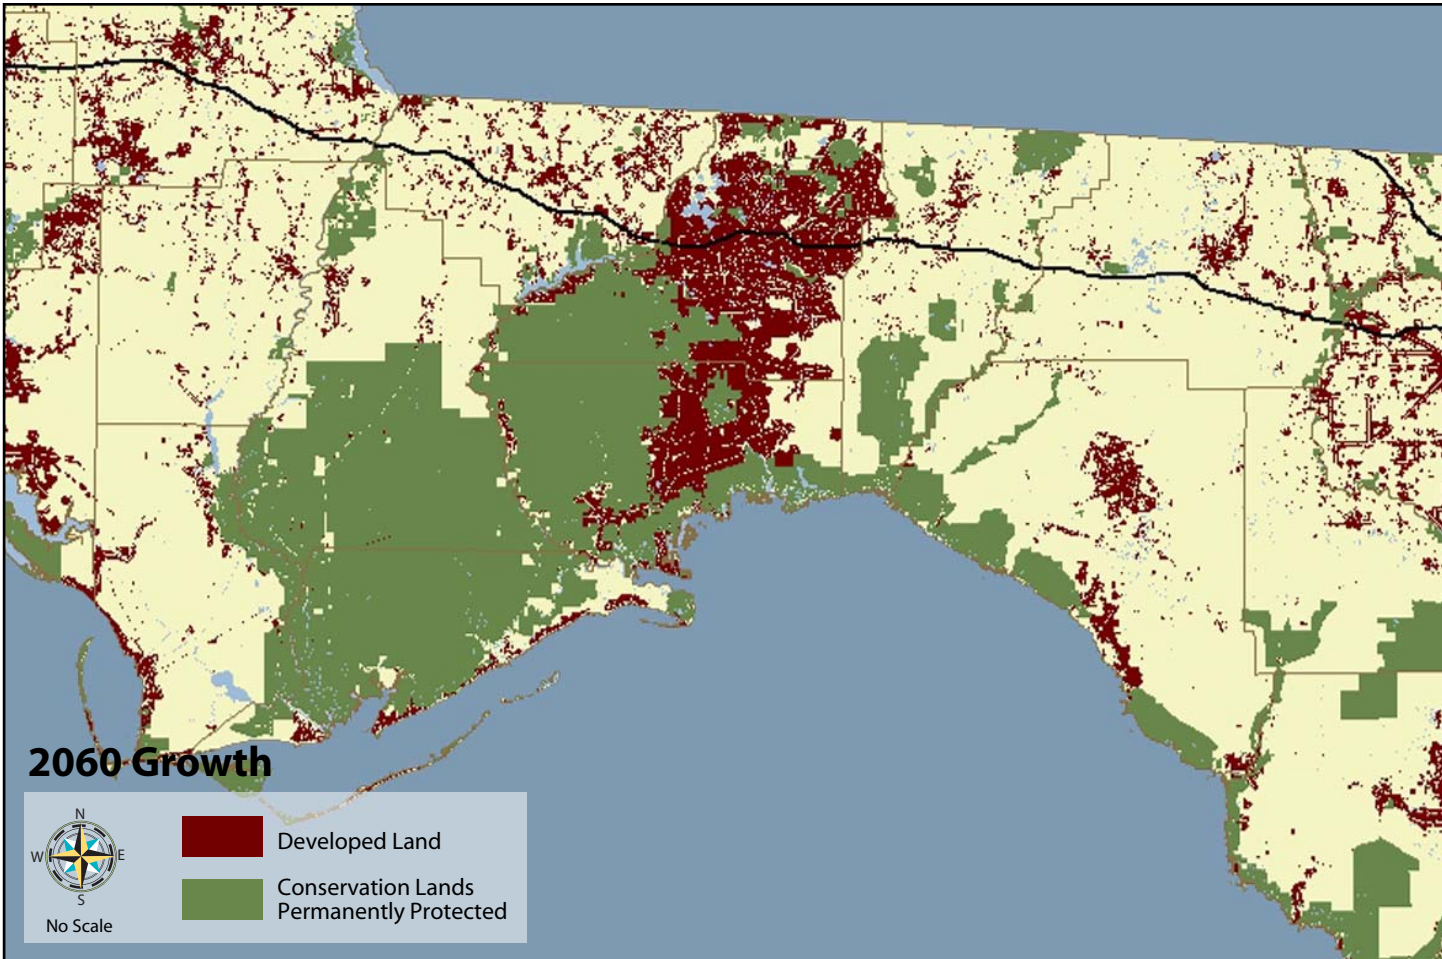 2060 Growth
N
W
E
S
No Scale
Developed Land
Conservation Lands
Permanently Protected